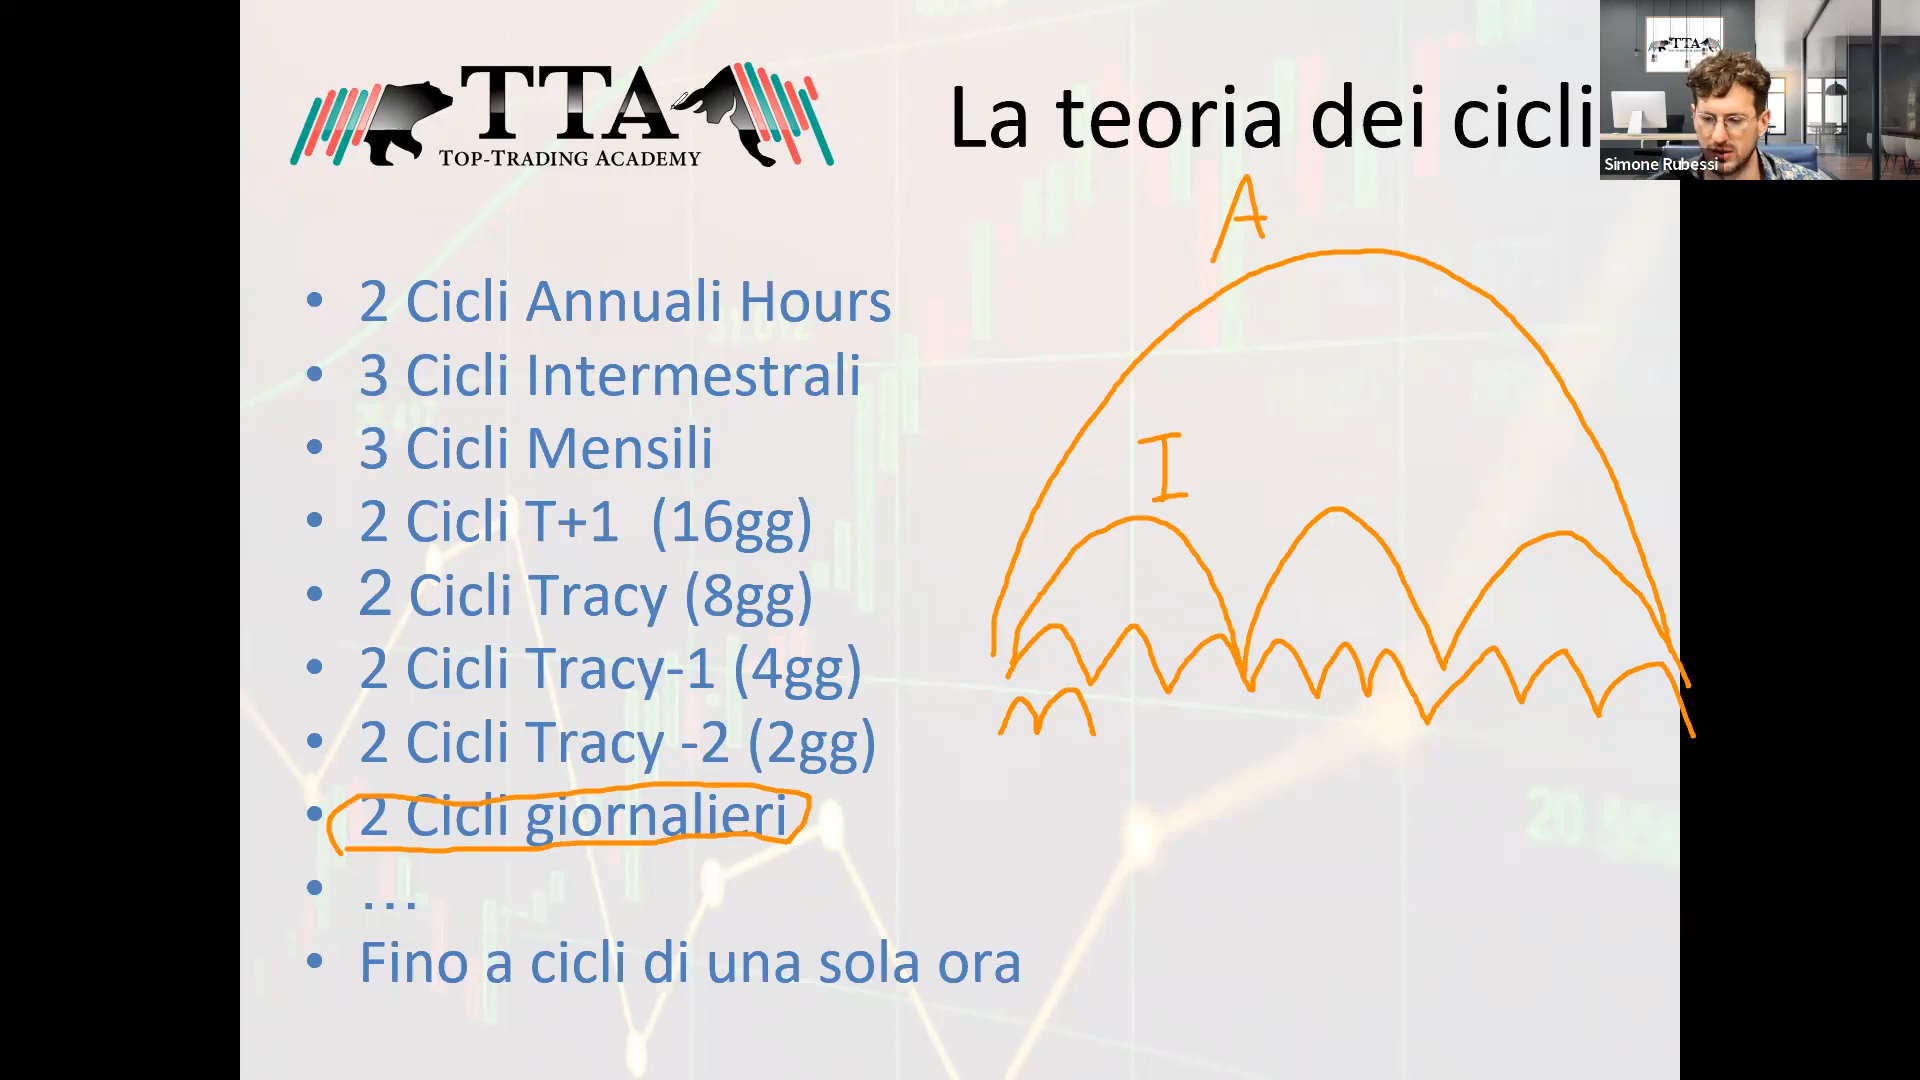 TTA
TOP-TRADING ACADEMY
La teoria dei cicli
TTA
Simone Rubessi
A
I
• 2 Cicli Annuali Hours
• 3 Cicli Intermestrali
• 3 Cicli Mensili
• 2 Cicli T+1 (16gg)
• 2 Cicli Tracy (8gg)
• 2 Cicli Tracy-1 (4gg)
• 2 Cicli Tracy -2 (2gg)
• 2 Cicli giornalieri
• ...
• Fino a cicli di una sola ora